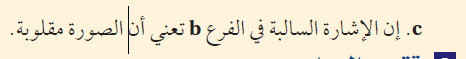 c. إن الإشارة السالبة في الفرع b تعني أن الصورة مقلوبة.